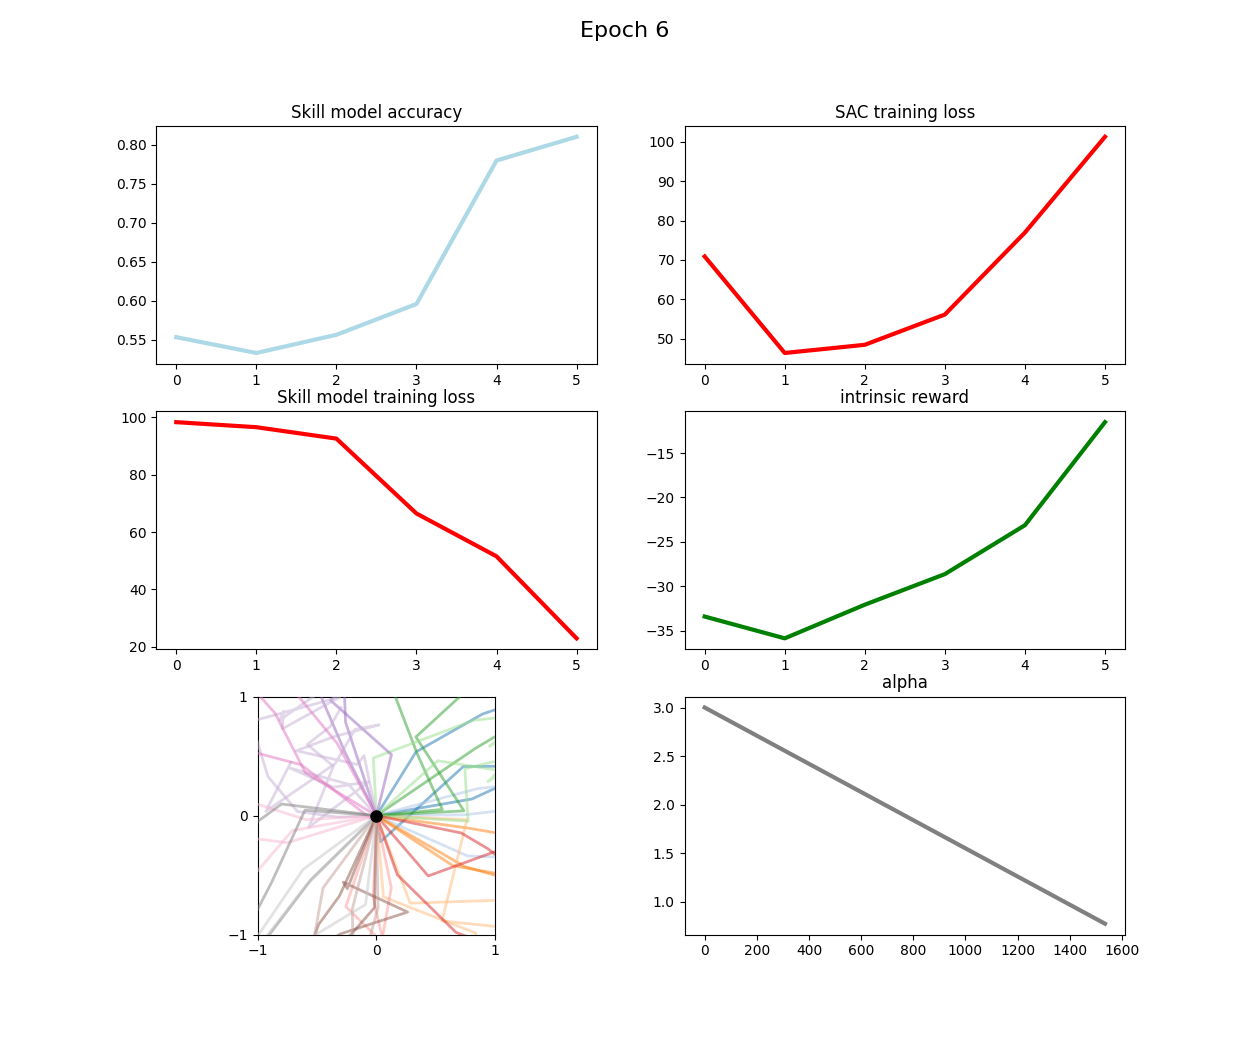 Epoch 6
Skill model accuracy
0.80
0.75
0.70
0.65
0.60
0.55
0 1 2 3 4 5
SAC training loss
100
90
80
70
60
50
0 1 2 3 4 5
Skill model training loss
100
80
60
40
20
0 1 2 3 4 5
intrinsic reward
−15
−20
−25
−30
−35
0 1 2 3 4 5
1
0
−1
−1 0 1
alpha
3.0
2.5
2.0
1.5
1.0
0 200 400 600 800 1000 1200 1400 1600